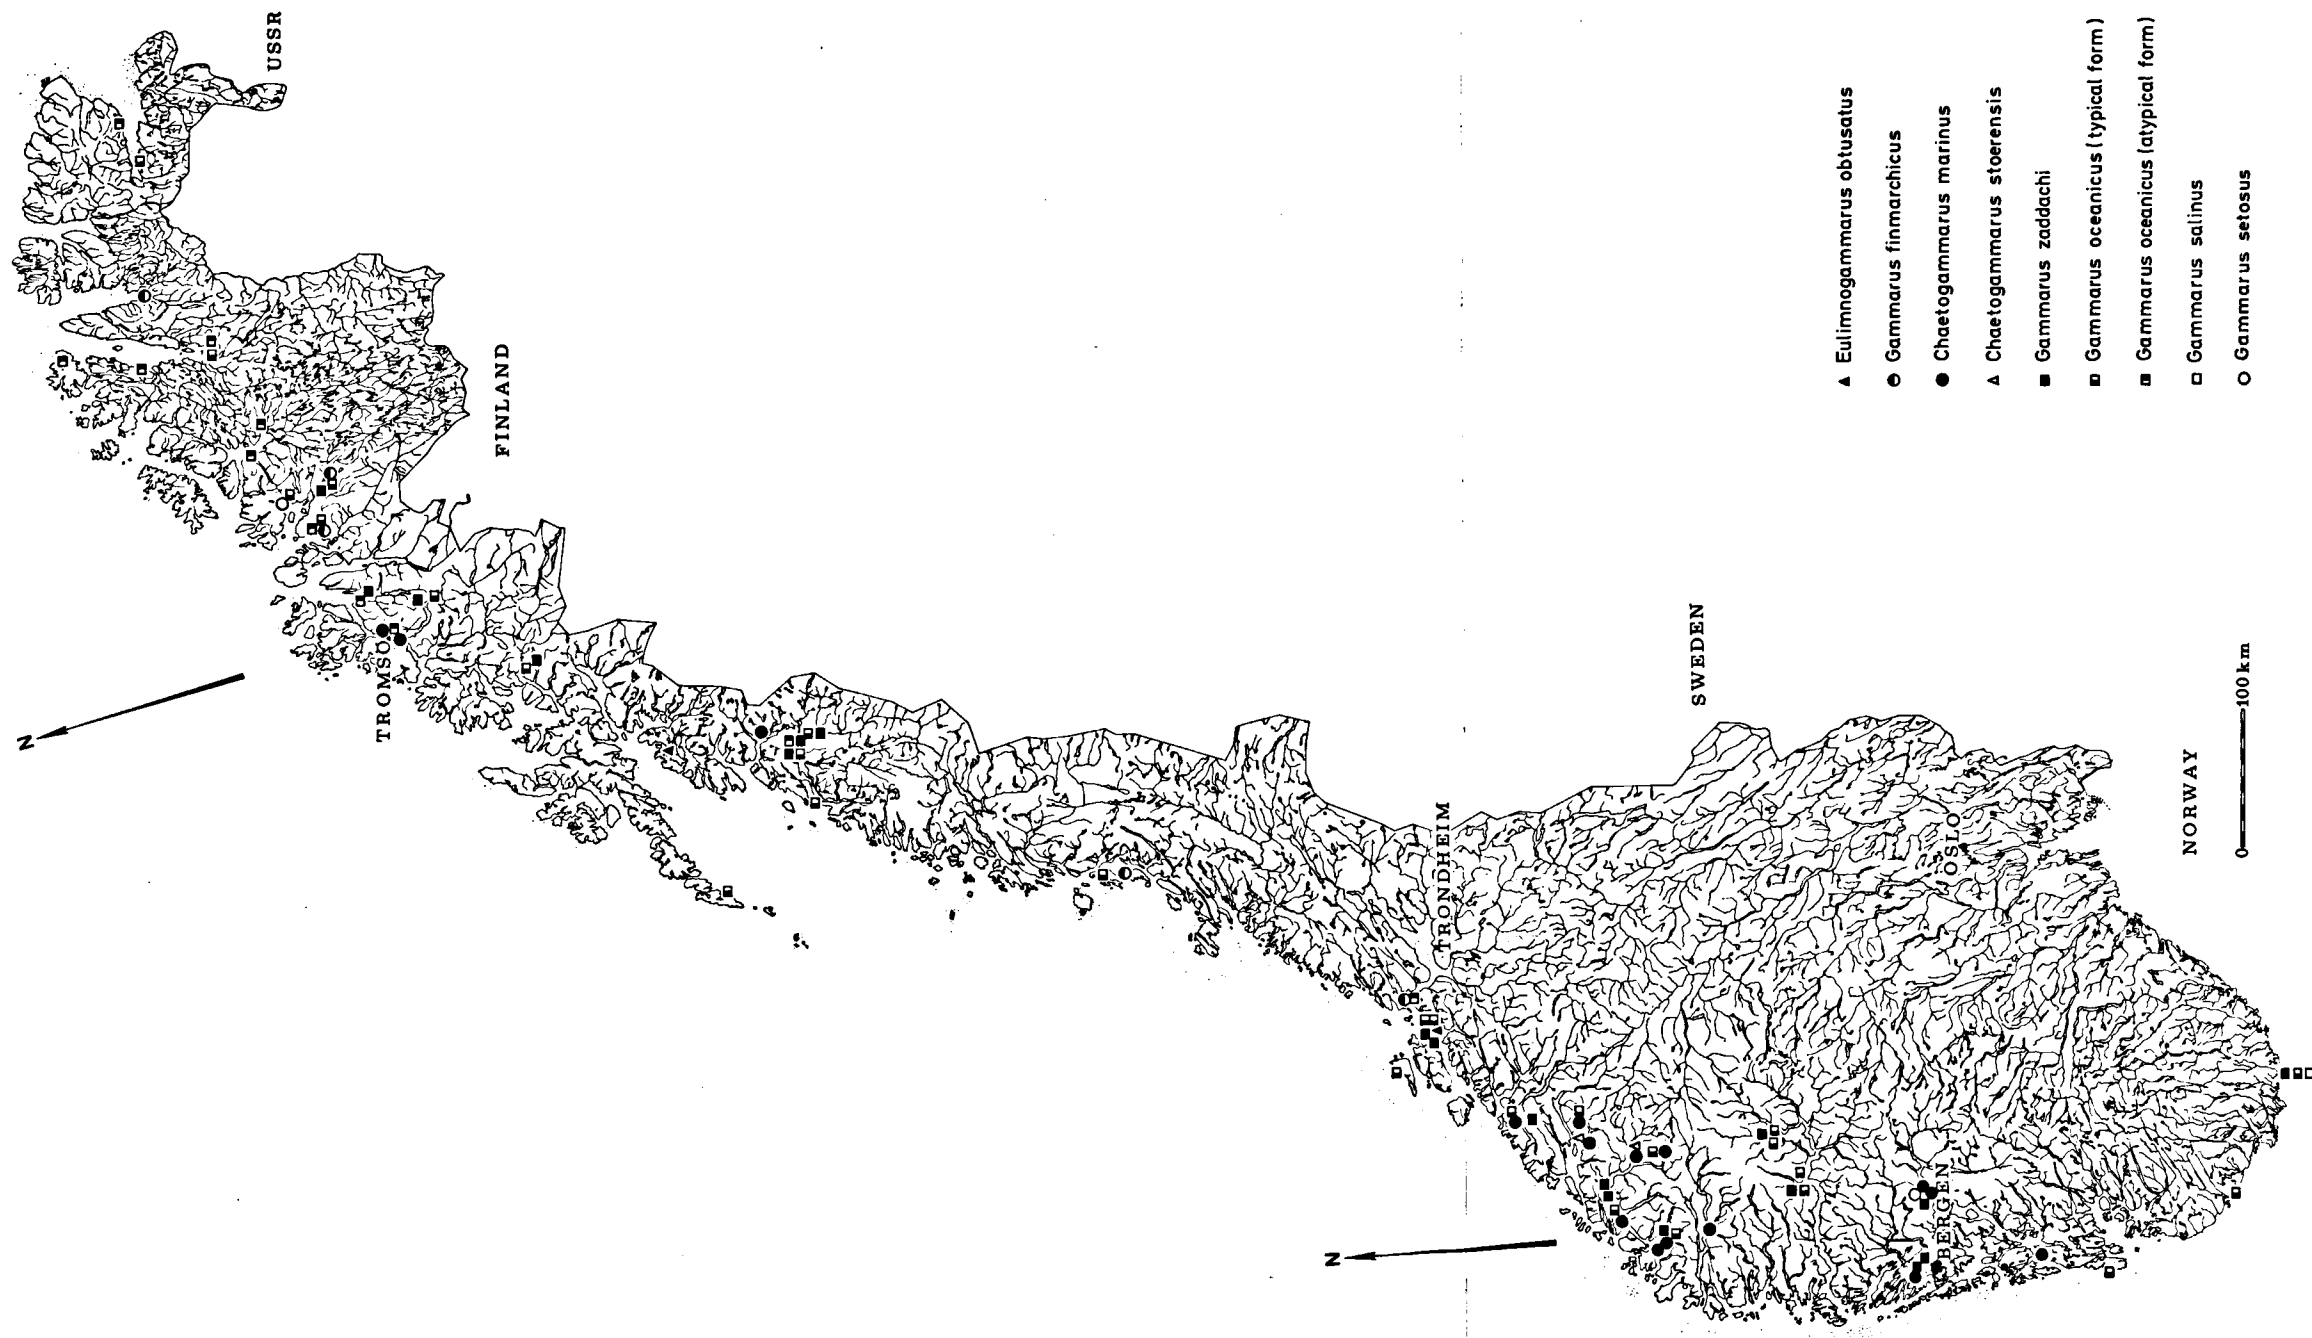 USSR
FINLAND
N
TROMSO
SWEDEN
TRONDHEIM
OSLO
NORWAY
0 100 km
N
BERGEN
Eulimnogammarus obtusatus
Gammarus finmarchicus
Chaetogammarus marinus
Chaetogammarus stoerensis
Gammarus zaddachi
Gammarus oceanicus (typical form)
Gammarus oceanicus (atypical form)
Gammarus salinus
Gammarus setosus